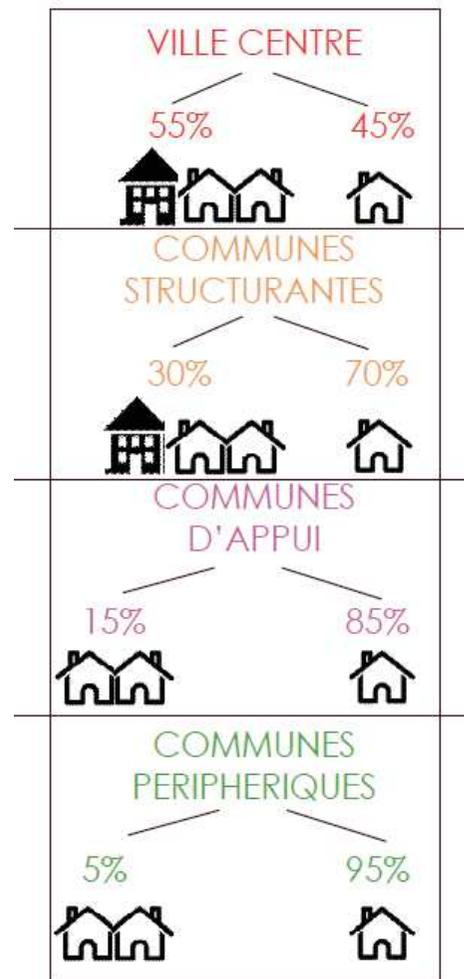 VILLE CENTRE
55% 45%
COMMUNES
STRUCTURANTES
30% 70%
COMMUNES
D'APPUI
15% 85%
COMMUNES
PERIPHERIQUES
5% 95%